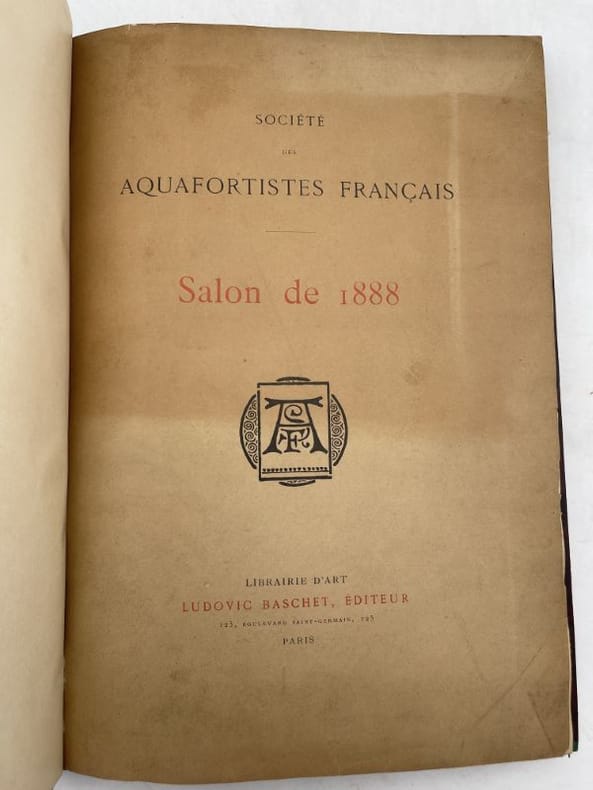 SOCIÉTÉ
DES
AQUAFORTISTES FRANÇAIS
Salon de 1888
LIBRAIRIE D'ART
LUDOVIC BASCHET, ÉDITEUR
125, BOULEVARD SAINT-GERMAIN, 125
PARIS